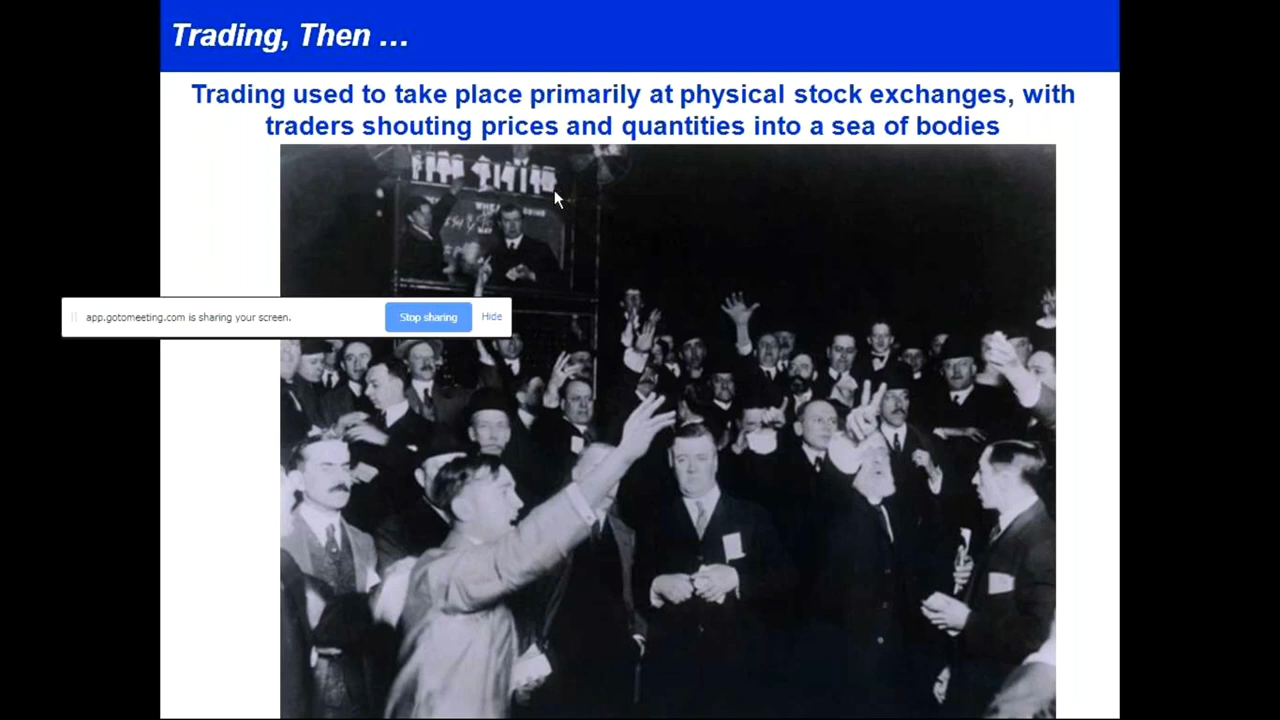 Trading, Then …
Trading used to take place primarily at physical stock exchanges, with
traders shouting prices and quantities into a sea of bodies
app.gotomeeting.com is sharing your screen.
Stop sharing
Hide